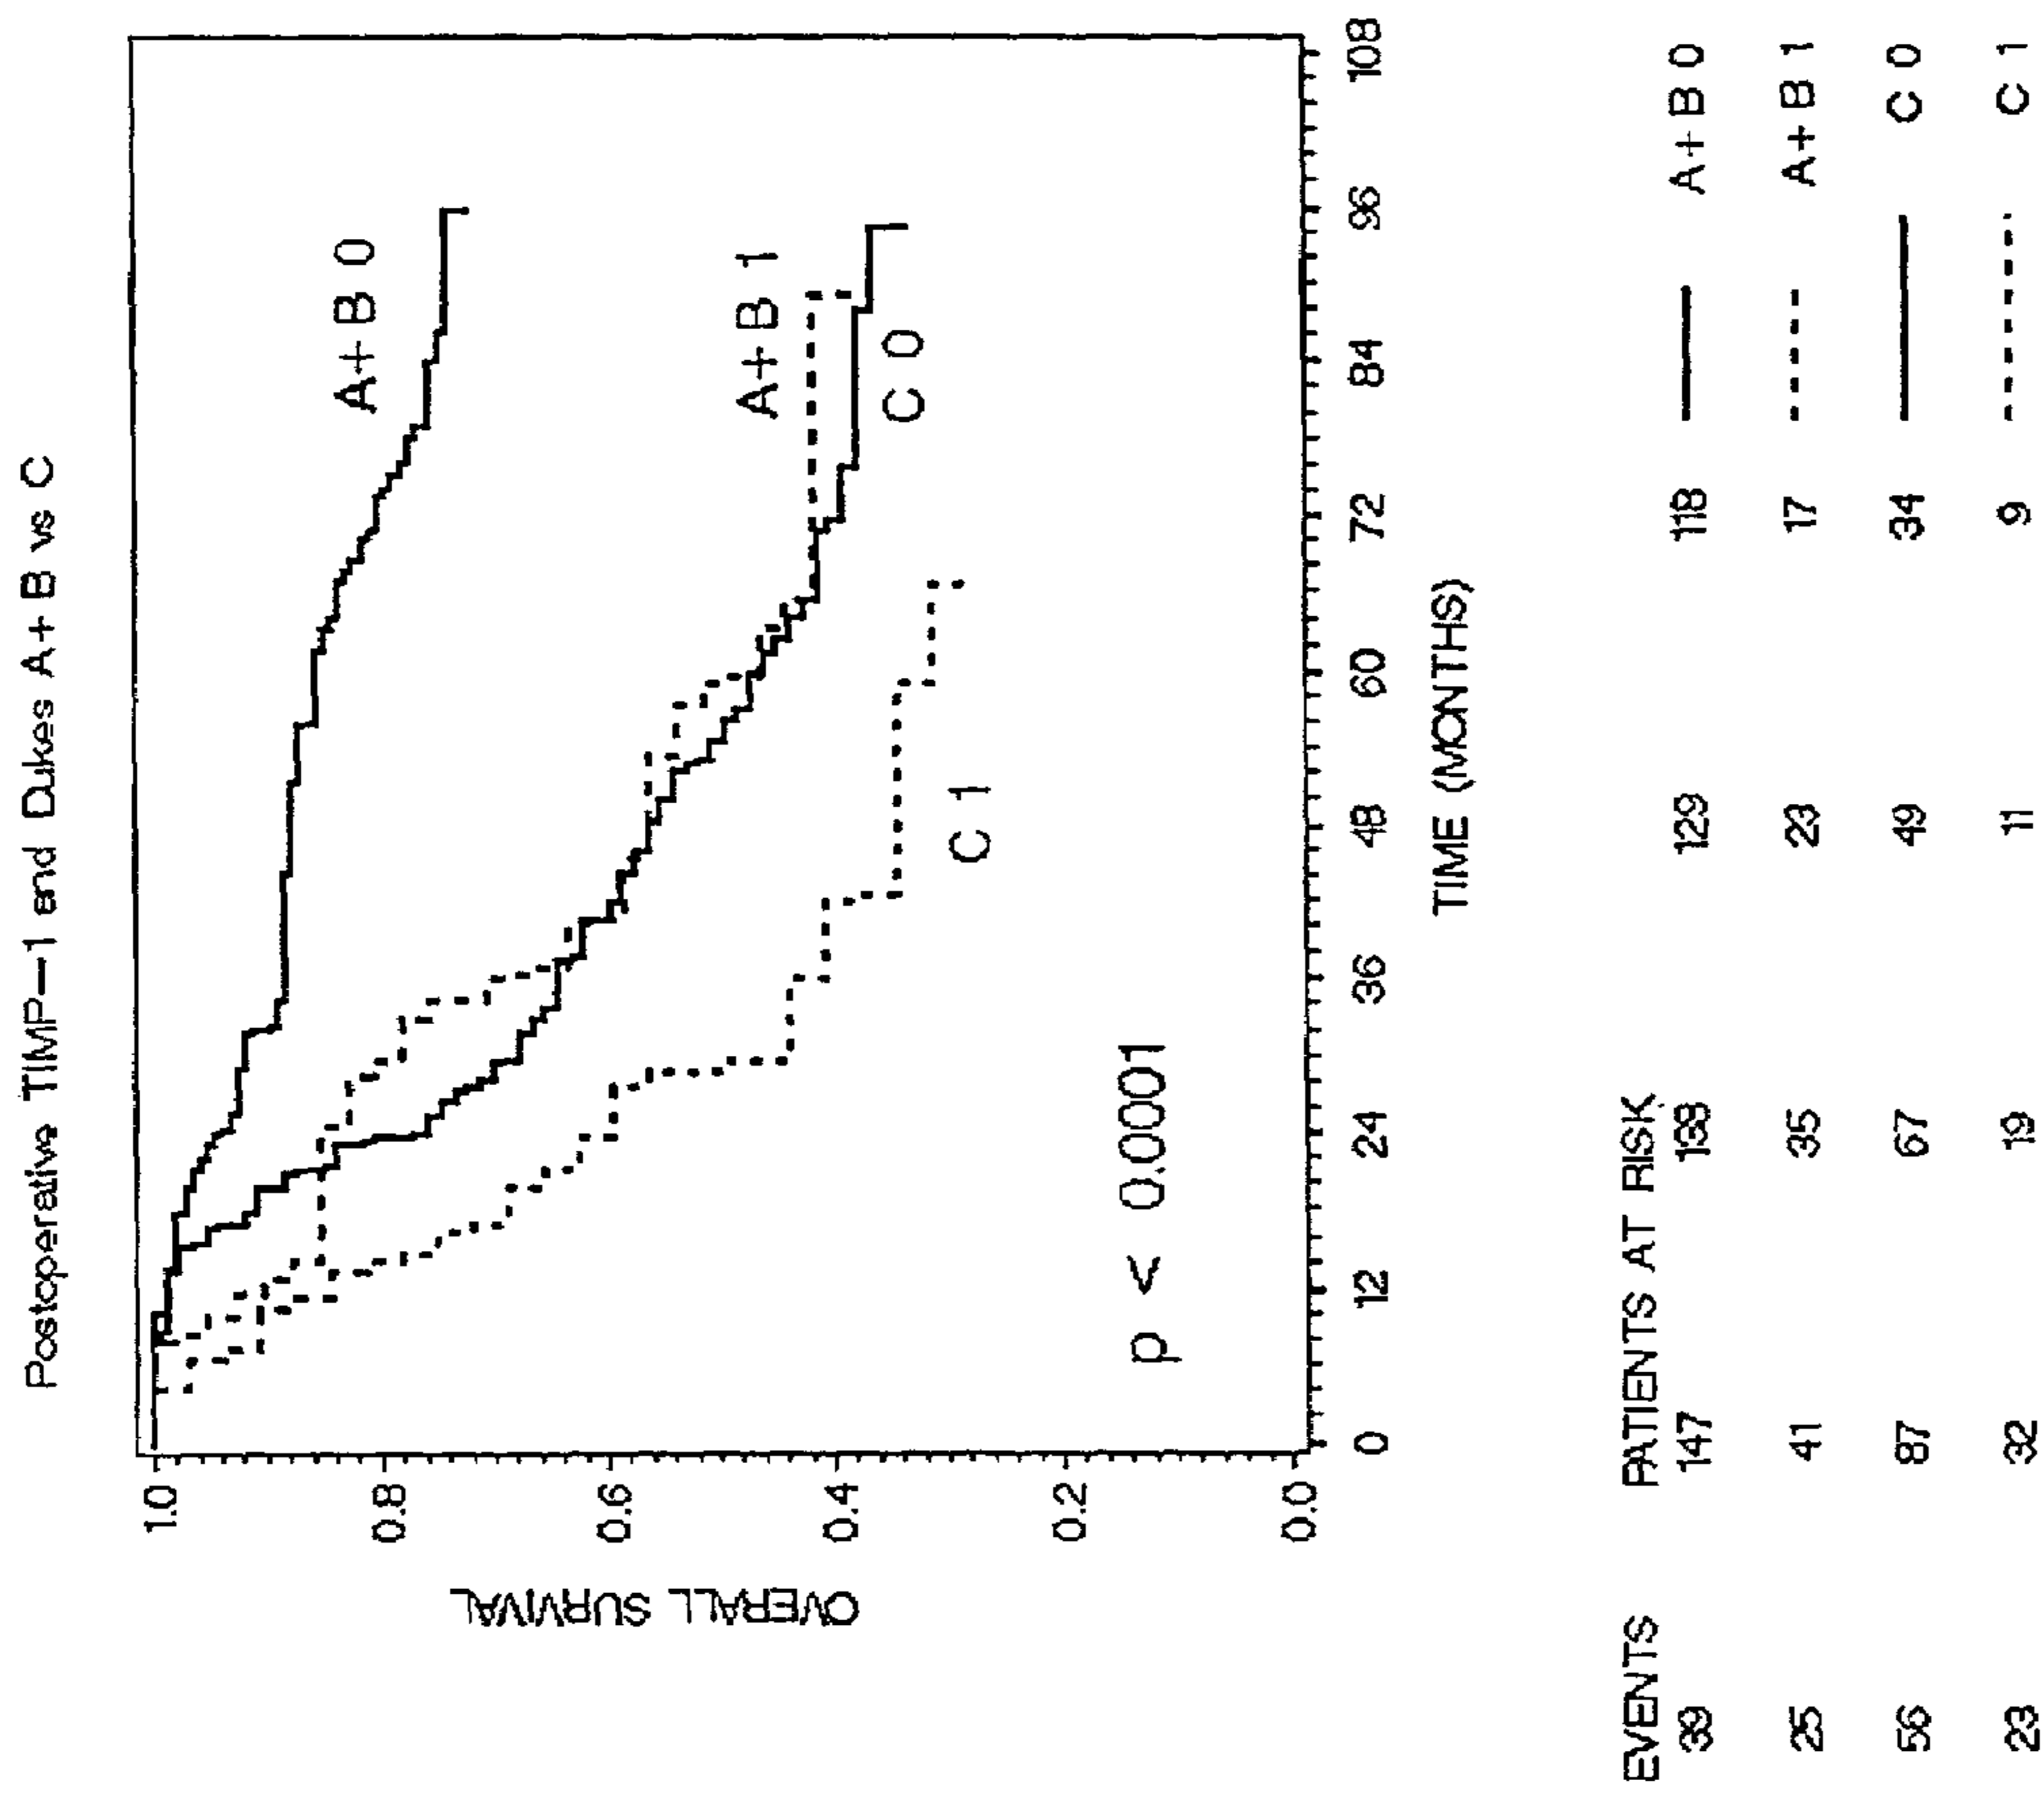 Postoperative TIMP—1 and Dukes A+B vs C
1.0
0.8
0.6
0.4
0.2
0.0
OVERALL SURVIVAL
A+B 0
A+B 1
C 0
C 1
p < 0.0001
0 12 24 36 48 60 72 84 96 108
TIME (MONTHS)
EVENTS PATIENTS AT RISK
39 147 138 129 118 A+B 0
25 41 35 23 17 A+B 1
56 87 67 49 34 C 0
23 32 19 11 9 C 1